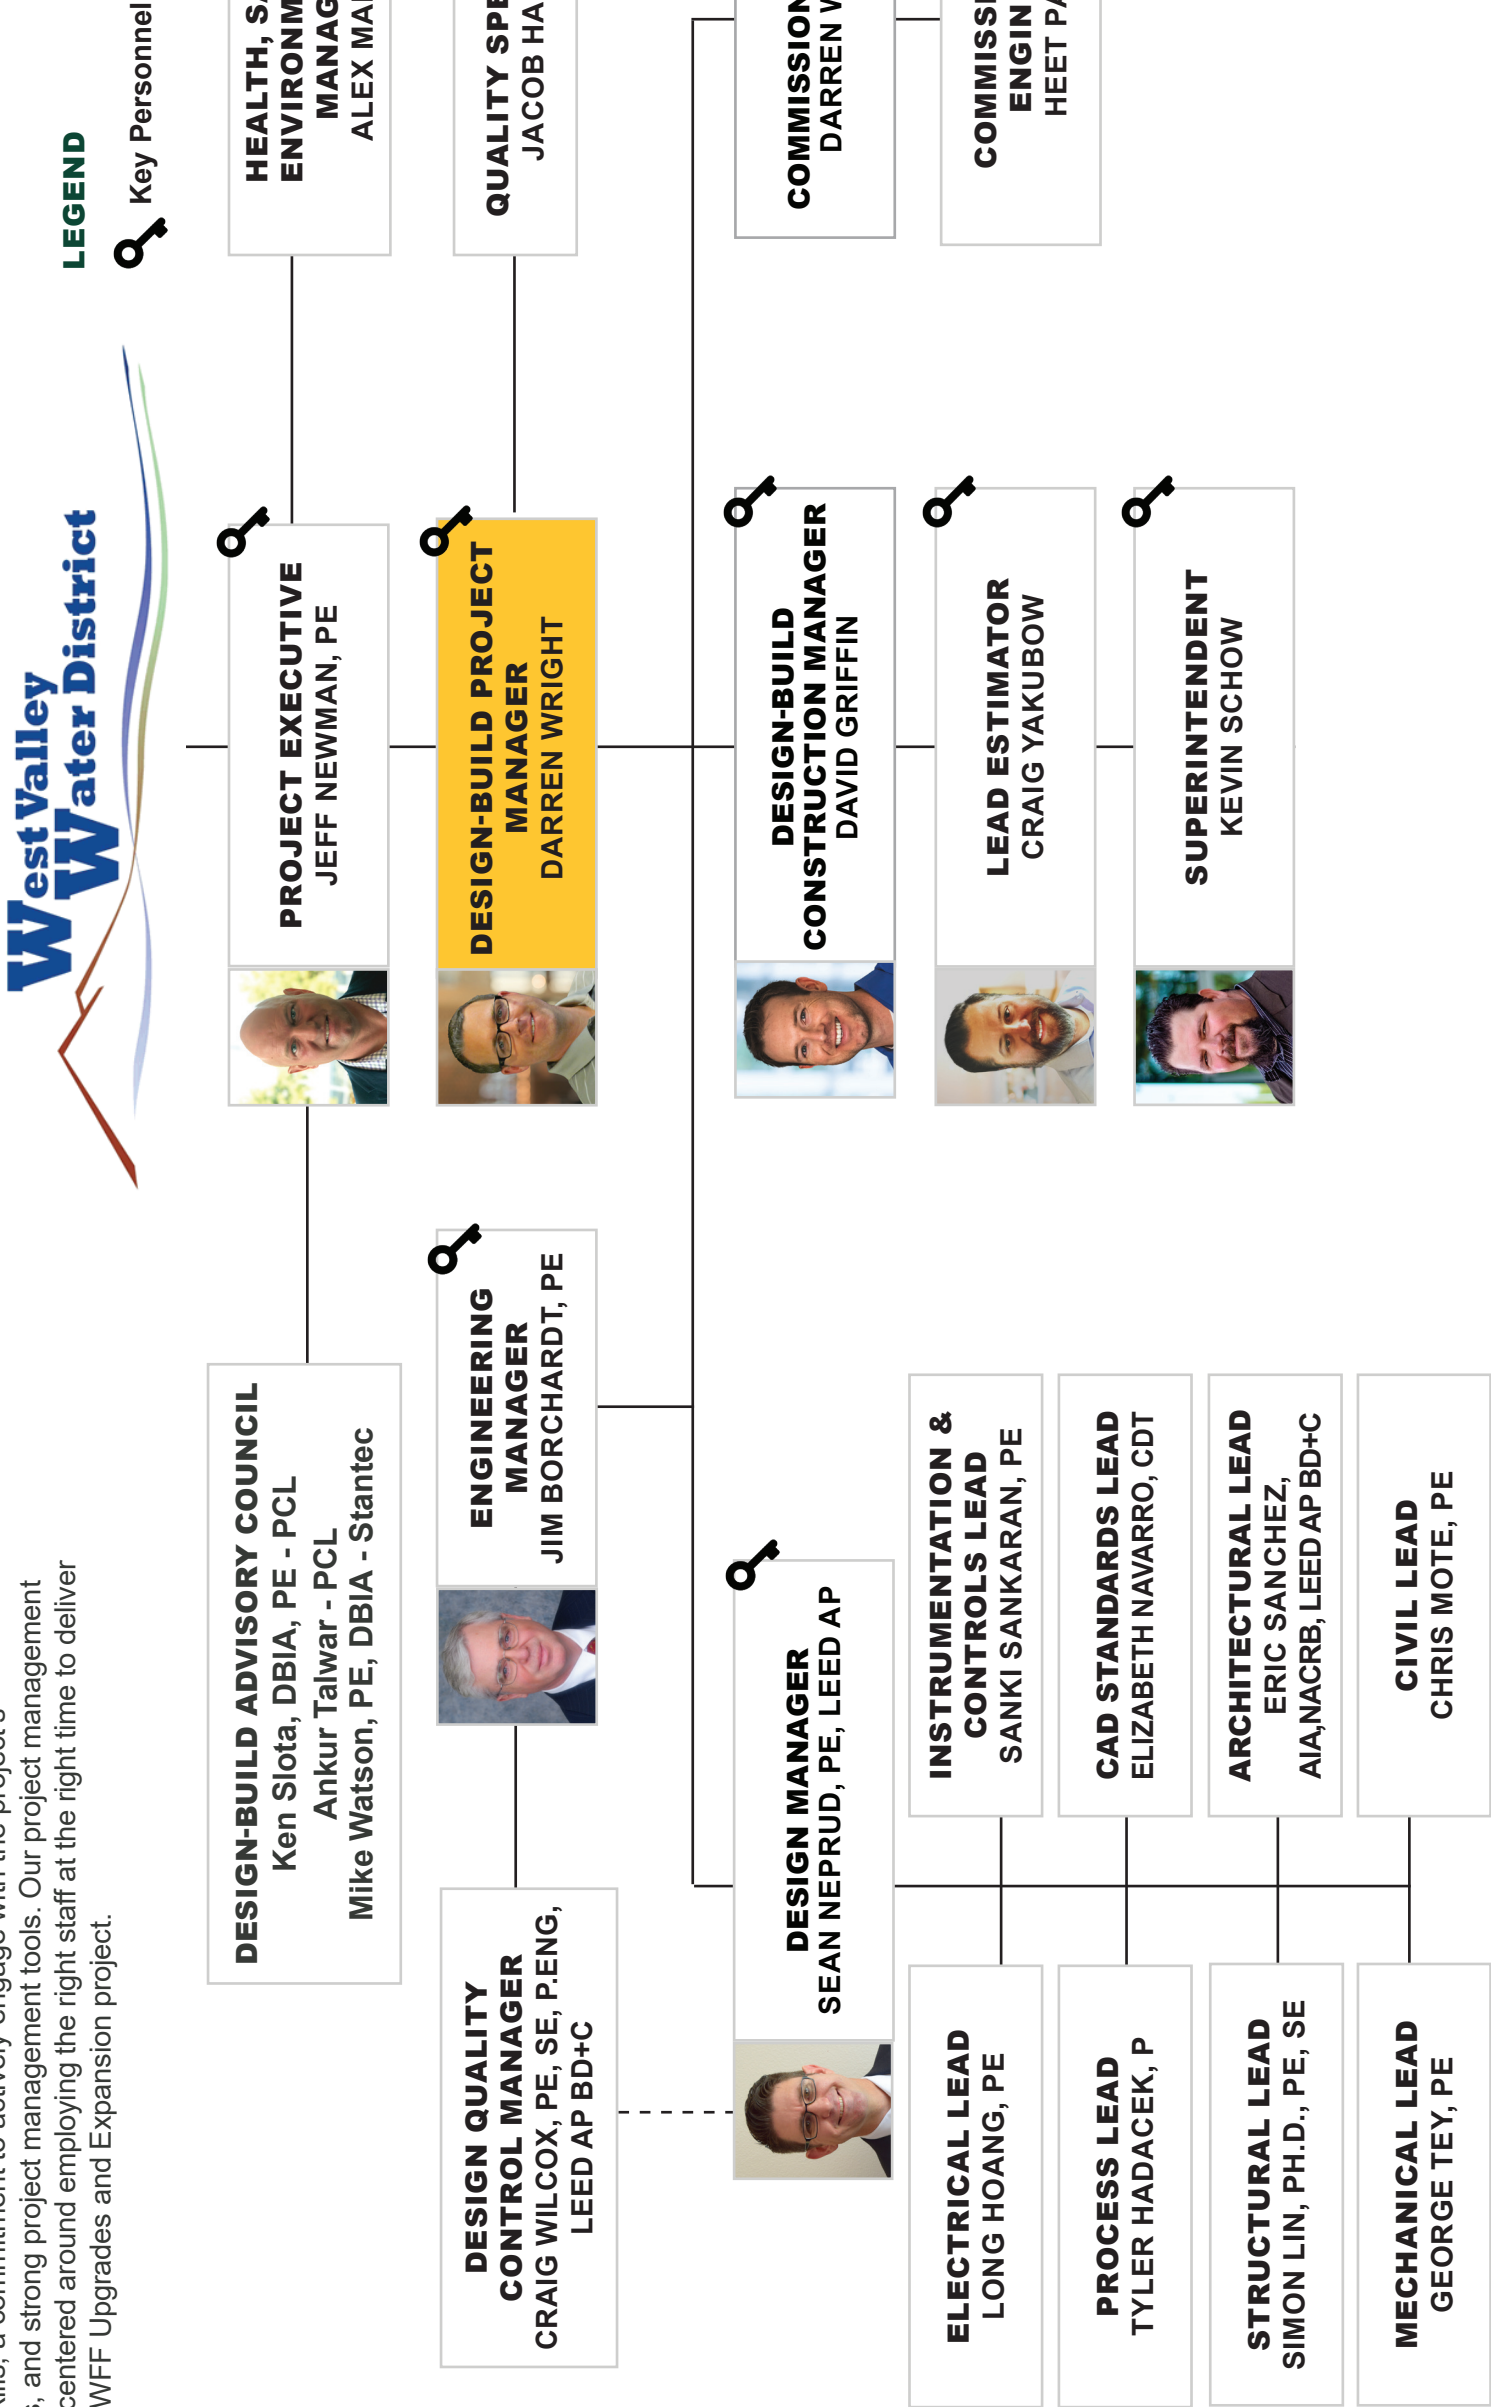 , and strong project management tools. Our project management
centered around employing the right staff at the right time to deliver
WFF Upgrades and Expansion project.
West Valley
Water District
LEGEND
Key Personnel
DESIGN-BUILD ADVISORY COUNCIL
Ken Slota, DBIA, PE - PCL
Ankur Talwar - PCL
Mike Watson, PE, DBIA - Stantec
PROJECT EXECUTIVE
JEFF NEWMAN, PE
HEALTH,
ALEX
DESIGN QUALITY
CONTROL MANAGER
CRAIG WILCOX, PE, SE, P.ENG,
LEED AP BD+C
ENGINEERING
MANAGER
JIM BORCHARDT, PE
DESIGN-BUILD PROJECT
MANAGER
DARREN WRIGHT
QUALITY
JACOB
DESIGN MANAGER
SEAN NEPRUD, PE, LEED AP
DESIGN-BUILD
CONSTRUCTION MANAGER
DAVID GRIFFIN
COMMISSION
DARREN W
ELECTRICAL LEAD
LONG HOANG, PE
INSTRUMENTATION &
CONTROLS LEAD
SANKI SANKARAN, PE
LEAD ESTIMATOR
CRAIG YAKUBOW
COMMISS
ENGIN
HEET
PROCESS LEAD
TYLER HADACEK, P
CAD STANDARDS LEAD
ELIZABETH NAVARRO, CDT
SUPERINTENDENT
KEVIN SCHOW
STRUCTURAL LEAD
SIMON LIN, PH.D., PE, SE
ARCHITECTURAL LEAD
ERIC SANCHEZ,
AIA,NACRB, LEED AP BD+C
MECHANICAL LEAD
GEORGE TEY, PE
CIVIL LEAD
CHRIS MOTE, PE